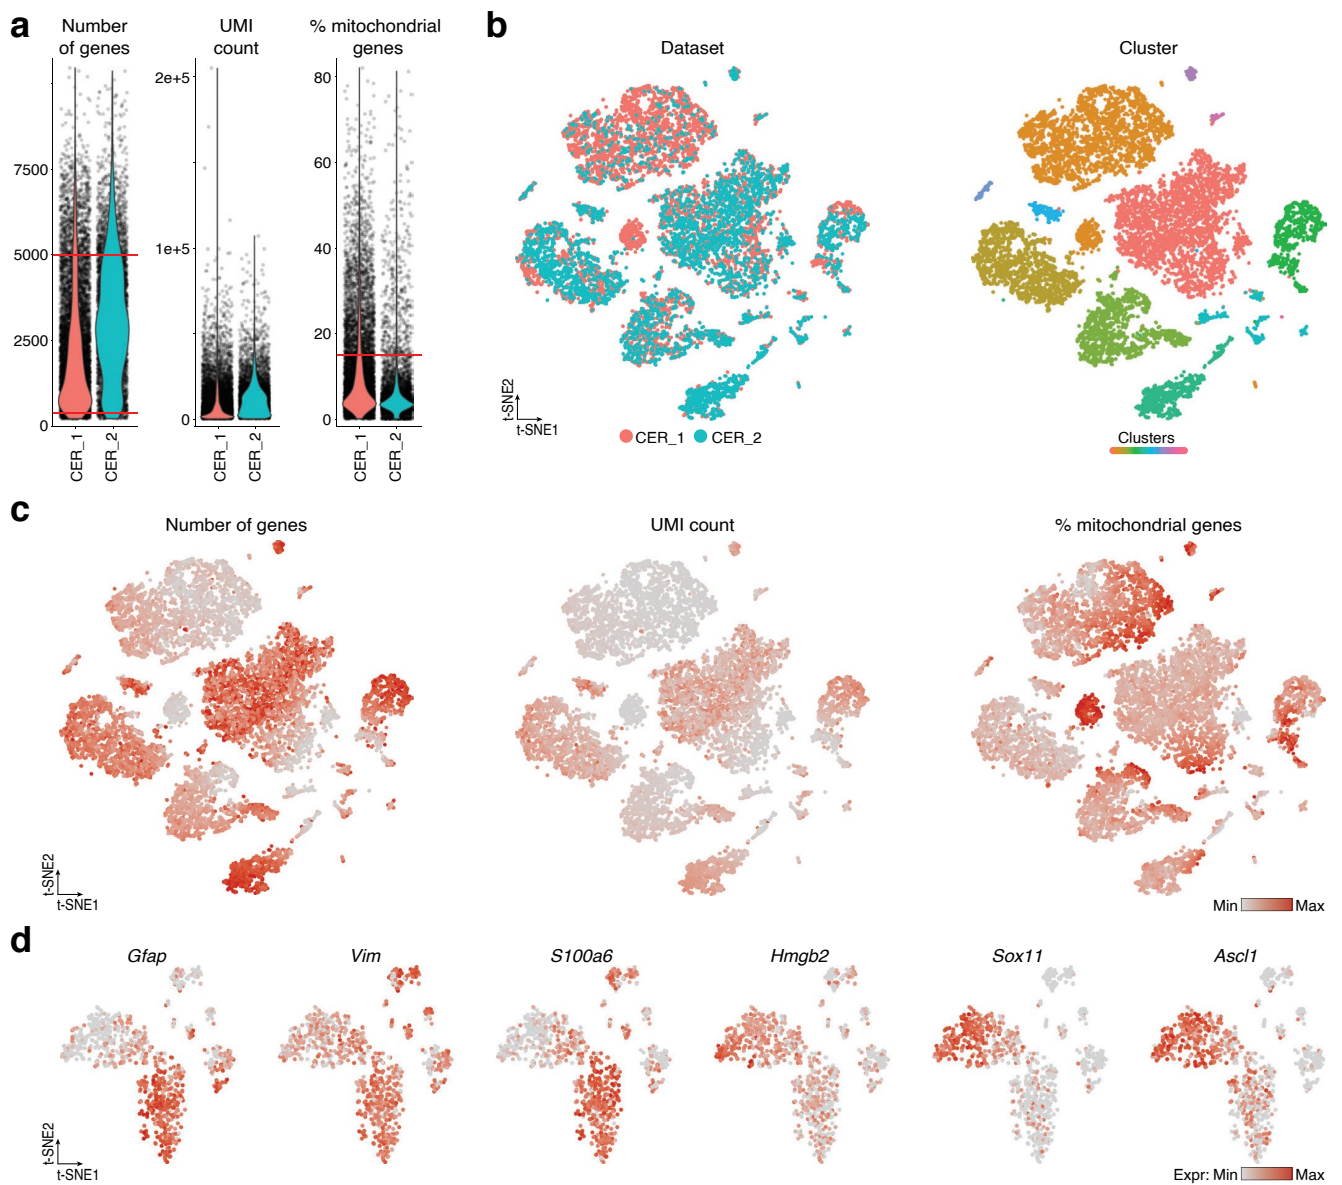 a
Number
of genes
7500
5000
2500
0
CER_1
CER_2
UMI
count
2e+5
1e+5
0
CER_1
CER_2
% mitochondrial
genes
80
60
40
20
0
CER_1
CER_2
b
Dataset
Cluster
t-SNE2
t-SNE1
CER_1
CER_2
Clusters
c
Number of genes
UMI count
% mitochondrial genes
t-SNE2
t-SNE1
Min
Max
d
Gfap
Vim
S100a6
Hmgb2
Sox11
Ascl1
t-SNE2
t-SNE1
Expr: Min
Max